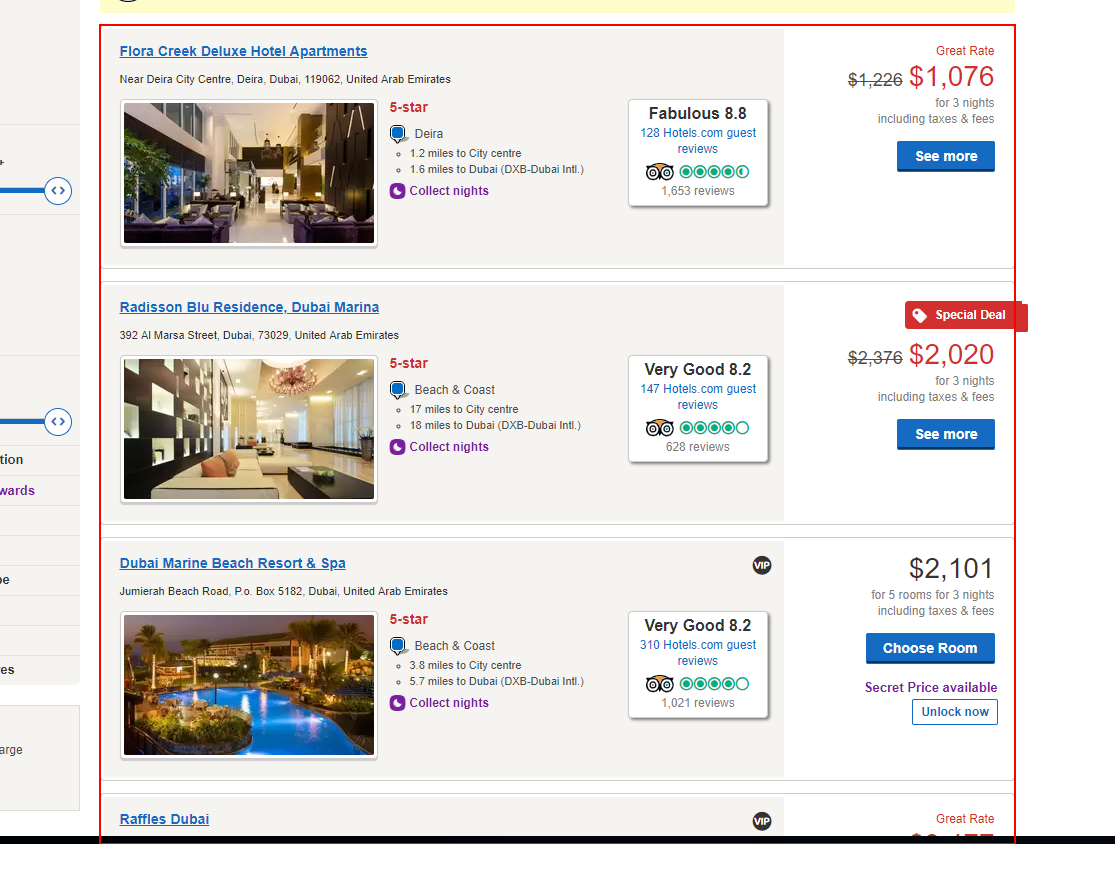 Flora Creek Deluxe Hotel Apartments
Near Deira City Centre, Deira, Dubai, 119062, United Arab Emirates
5-star
Deira
1.2 miles to City centre
1.6 miles to Dubai (DXB-Dubai Intl.)
Collect nights
Fabulous 8.8
128 Hotels.com guest
reviews
1,653 reviews
Great Rate
$1,226 $1,076
for 3 nights
including taxes & fees
See more
Radisson Blu Residence, Dubai Marina
392 Al Marsa Street, Dubai, 73029, United Arab Emirates
5-star
Beach & Coast
17 miles to City centre
18 miles to Dubai (DXB-Dubai Intl.)
Collect nights
Very Good 8.2
147 Hotels.com guest
reviews
628 reviews
Special Deal
$2,376 $2,020
for 3 nights
including taxes & fees
See more
Dubai Marine Beach Resort & Spa
VIP
Jumierah Beach Road, P.o. Box 5182, Dubai, United Arab Emirates
5-star
Beach & Coast
3.8 miles to City centre
5.7 miles to Dubai (DXB-Dubai Intl.)
Collect nights
Very Good 8.2
310 Hotels.com guest
reviews
1,021 reviews
$2,101
for 5 rooms for 3 nights
including taxes & fees
Choose Room
Secret Price available
Unlock now
Raffles Dubai
VIP
Great Rate
+
tion
wards
pe
res
arge